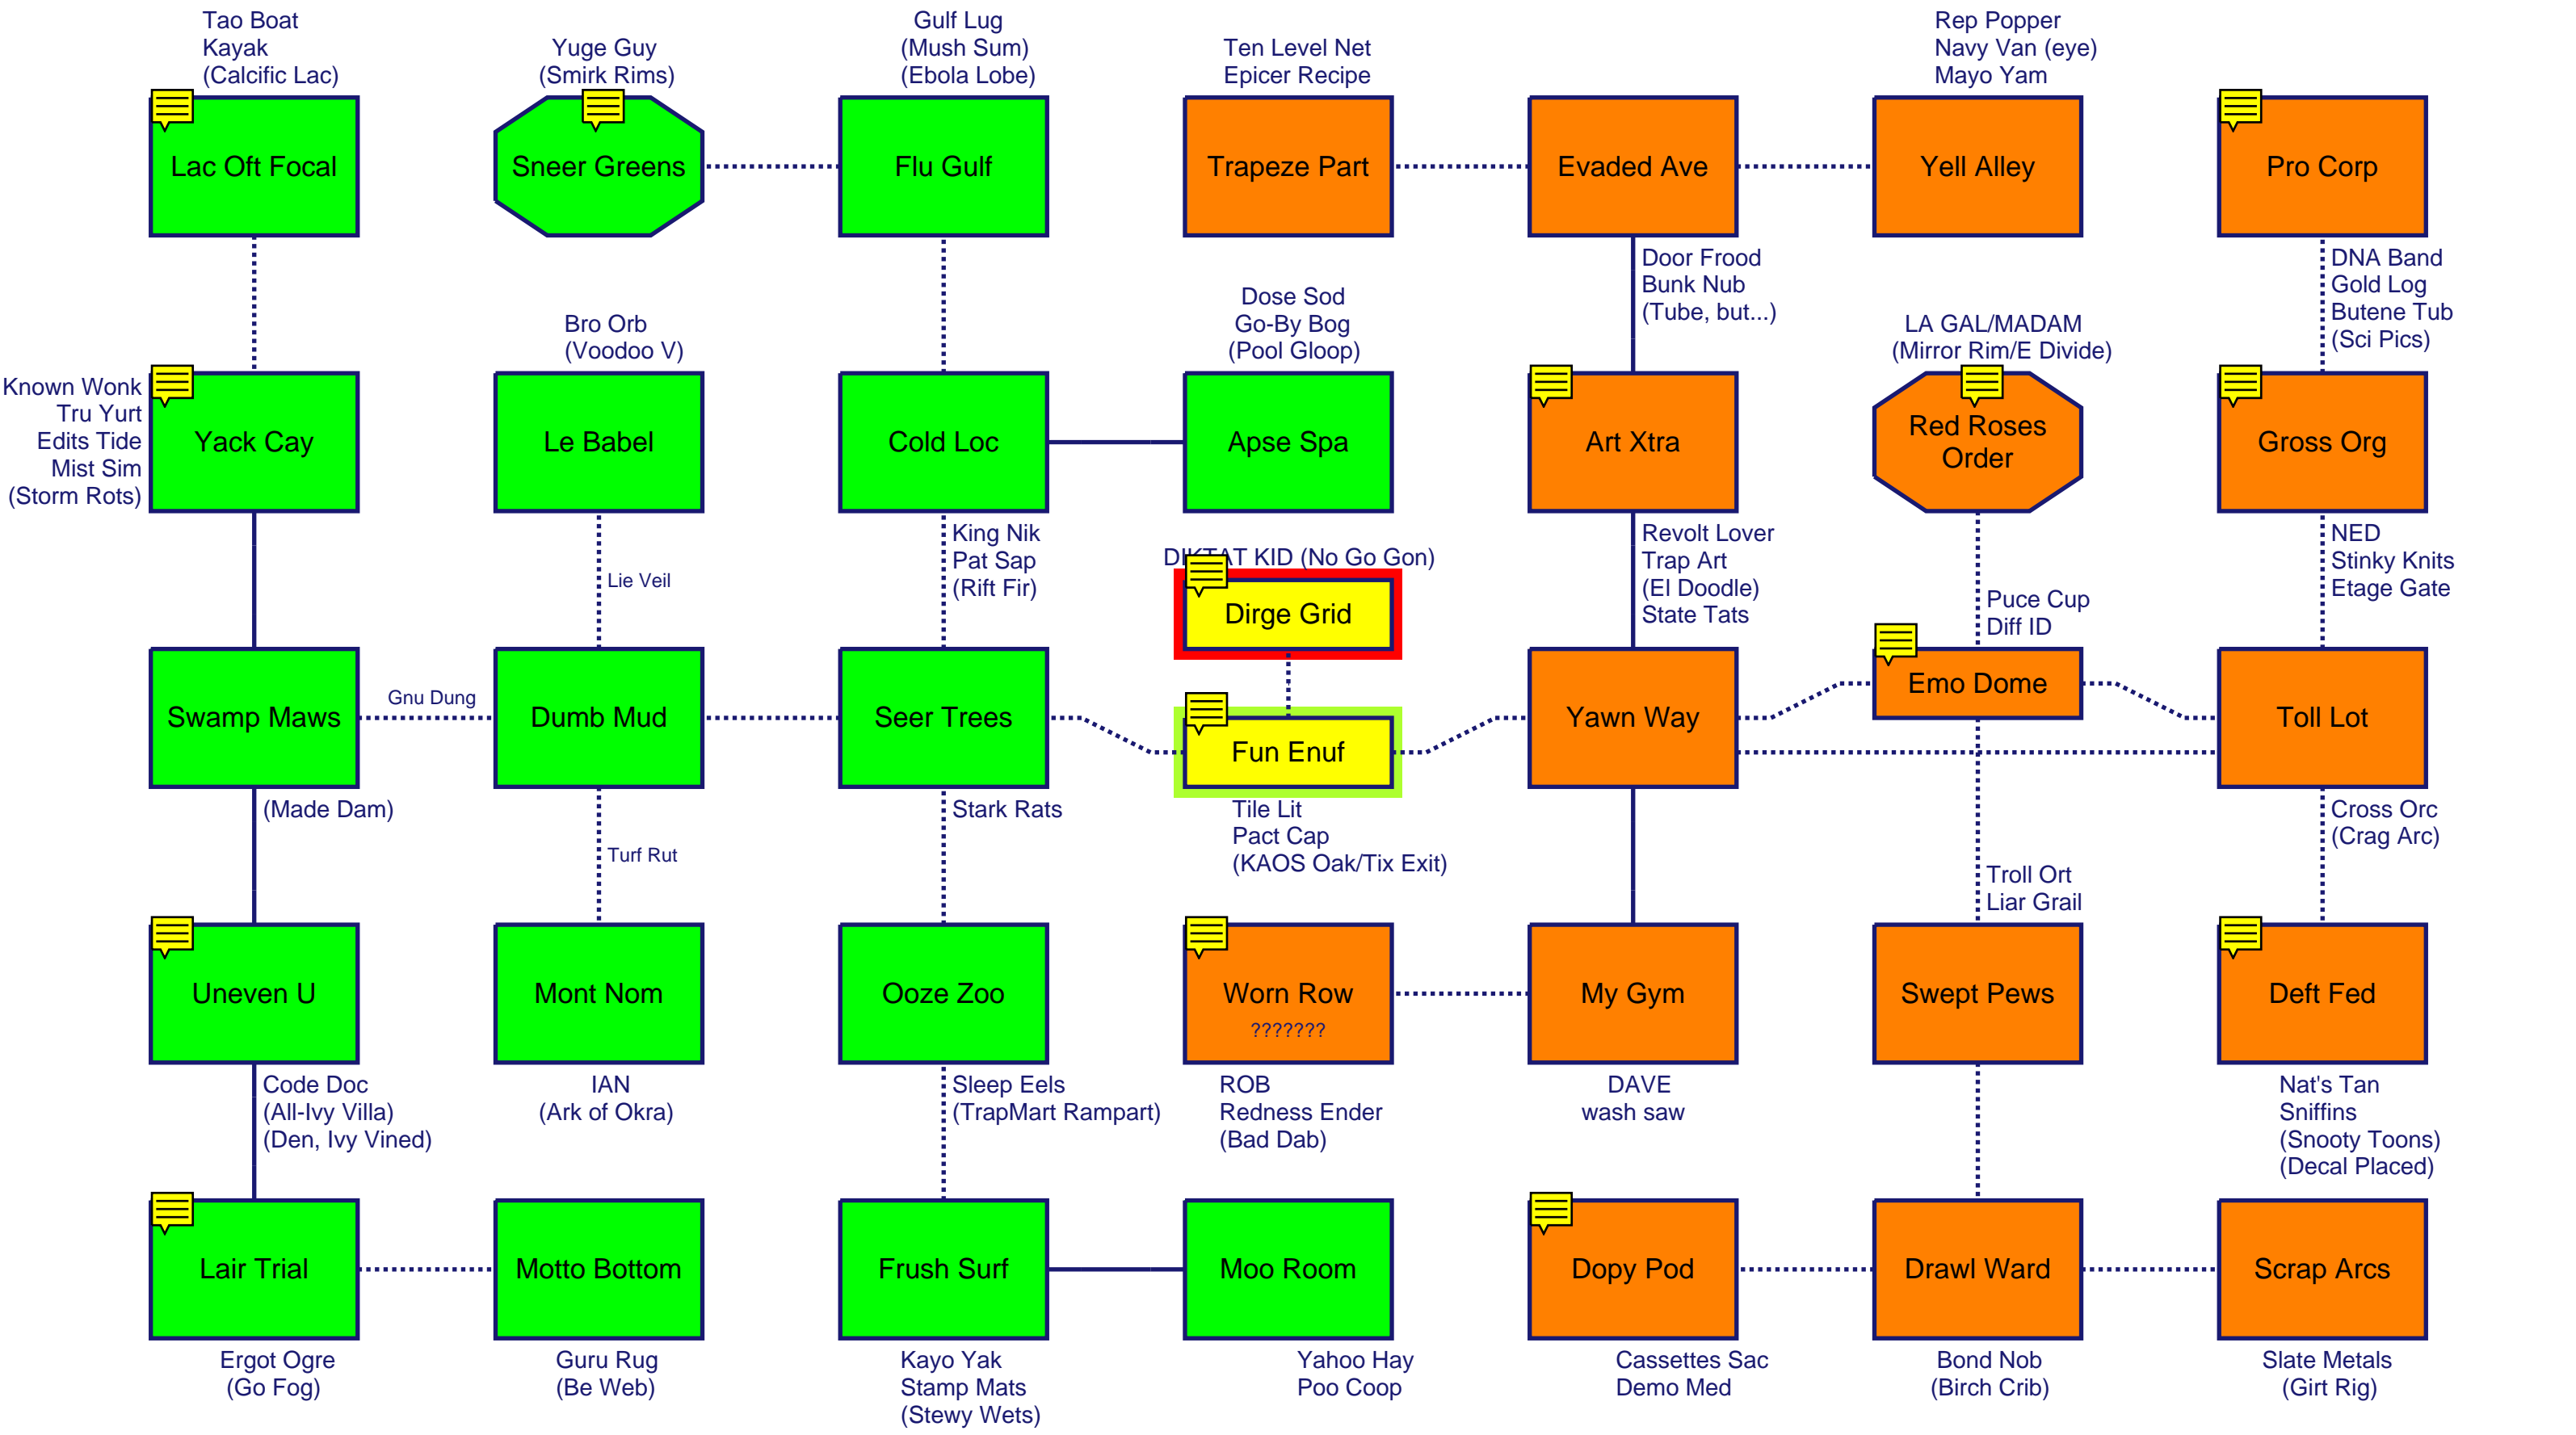 Tao Boat
Kayak
(Calcific Lac)
Yuge Guy
(Smirk Rims)
Gulf Lug
(Mush Sum)
(Ebola Lobe)
Ten Level Net
Epicer Recipe
Rep Popper
Navy Van (eye)
Mayo Yam
Lac Oft Focal
Sneer Greens
Flu Gulf
Trapeze Part
Evaded Ave
Yell Alley
Pro Corp
Door Frood
Bunk Nub
(Tube, but...)
DNA Band
Gold Log
Butene Tub
(Sci Pics)
Bro Orb
(Voodoo V)
Dose Sod
Go-By Bog
(Pool Gloop)
LA GAL/MADAM
(Mirror Rim/E Divide)
Known Wonk
Tru Yurt
Edits Tide
Mist Sim
(Storm Rots)
Yack Cay
Le Babel
Cold Loc
Apse Spa
Art Xtra
Red Roses
Order
Gross Org
Lie Veil
King Nik
Pat Sap
(Rift Fir)
DIKTAT KID (No Go Gon)
Dirge Grid
Revolt Lover
Trap Art
(El Doodle)
State Tats
Puce Cup
Diff ID
NED
Stinky Knits
Etage Gate
Swamp Maws
Gnu Dung
Dumb Mud
Seer Trees
Fun Enuf
Yawn Way
Emo Dome
Toll Lot
(Made Dam)
Turf Rut
Stark Rats
Tile Lit
Pact Cap
(KAOS Oak/Tix Exit)
Troll Ort
Liar Grail
Cross Orc
(Crag Arc)
Uneven U
Mont Nom
Ooze Zoo
Worn Row
???????
My Gym
Swept Pews
Deft Fed
Code Doc
(All-Ivy Villa)
(Den, Ivy Vined)
IAN
(Ark of Okra)
Sleep Eels
(TrapMart Rampart)
ROB
Redness Ender
(Bad Dab)
DAVE
wash saw
Nat's Tan
Sniffins
(Snooty Toons)
(Decal Placed)
Lair Trial
Motto Bottom
Frush Surf
Moo Room
Dopy Pod
Drawl Ward
Scrap Arcs
Ergot Ogre
(Go Fog)
Guru Rug
(Be Web)
Kayo Yak
Stamp Mats
(Stewy Wets)
Yahoo Hay
Poo Coop
Cassettes Sac
Demo Med
Bond Nob
(Birch Crib)
Slate Metals
(Girt Rig)